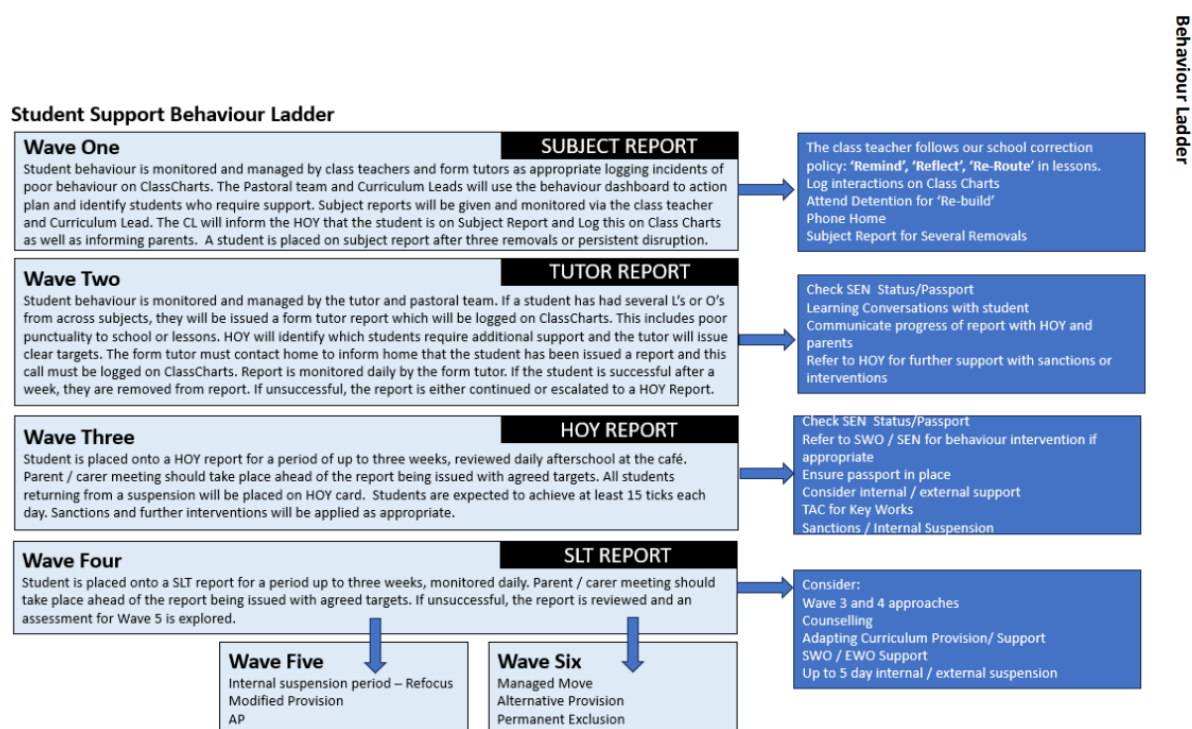 Behaviour Ladder
Student Support Behaviour Ladder
Wave One
SUBJECT REPORT
Student behaviour is monitored and managed by class teachers and form tutors as appropriate logging incidents of
poor behaviour on ClassCharts. The Pastoral team and Curriculum Leads will use the behaviour dashboard to action
plan and identify students who require support. Subject reports will be given and monitored via the class teacher
and Curriculum Lead. The CL will inform the HOY that the student is on Subject Report and Log this on Class Charts
as well as informing parents.  A student is placed on subject report after three removals or persistent disruption.
The class teacher follows our school correction
policy: ‘Remind’, ‘Reflect’, ‘Re-Route’ in lessons.
Log interactions on Class Charts
Attend Detention for ‘Re-build’
Phone Home
Subject Report for Several Removals
Wave Two
TUTOR REPORT
Student behaviour is monitored and managed by the tutor and pastoral team. If a student has had several L’s or O’s
from across subjects, they will be issued a form tutor report which will be logged on ClassCharts. This includes poor
punctuality to school or lessons. HOY will identify which students require additional support and the tutor will issue
clear targets. The form tutor must contact home to inform home that the student has been issued a report and this
call must be logged on ClassCharts. Report is monitored daily by the form tutor. If the student is successful after a
week, they are removed from report. If unsuccessful, the report is either continued or escalated to a HOY Report.
Check SEN  Status/Passport
Learning Conversations with student
Communicate progress of report with HOY and
parents
Refer to HOY for further support with sanctions or
interventions
Wave Three
HOY REPORT
Student is placed onto a HOY report for a period of up to three weeks, reviewed daily afterschool at the café.
Parent / carer meeting should take place ahead of the report being issued with agreed targets. All students
returning from a suspension will be placed on HOY card.  Students are expected to achieve at least 15 ticks each
day. Sanctions and further interventions will be applied as appropriate.
Check SEN  Status/Passport
Refer to SWO / SEN for behaviour intervention if
appropriate
Ensure passport in place
Consider internal / external support
TAC for Key Works
Sanctions / Internal Suspension
Wave Four
SLT REPORT
Student is placed onto a SLT report for a period up to three weeks, monitored daily. Parent / carer meeting should
take place ahead of the report being issued with agreed targets. If unsuccessful, the report is reviewed and an
assessment for Wave 5 is explored.
Consider:
Wave 3 and 4 approaches
Counselling
Adapting Curriculum Provision/ Support
SWO / EWO Support
Up to 5 day internal / external suspension
Wave Five
Internal suspension period – Refocus
Modified Provision
AP
Wave Six
Managed Move
Alternative Provision
Permanent Exclusion